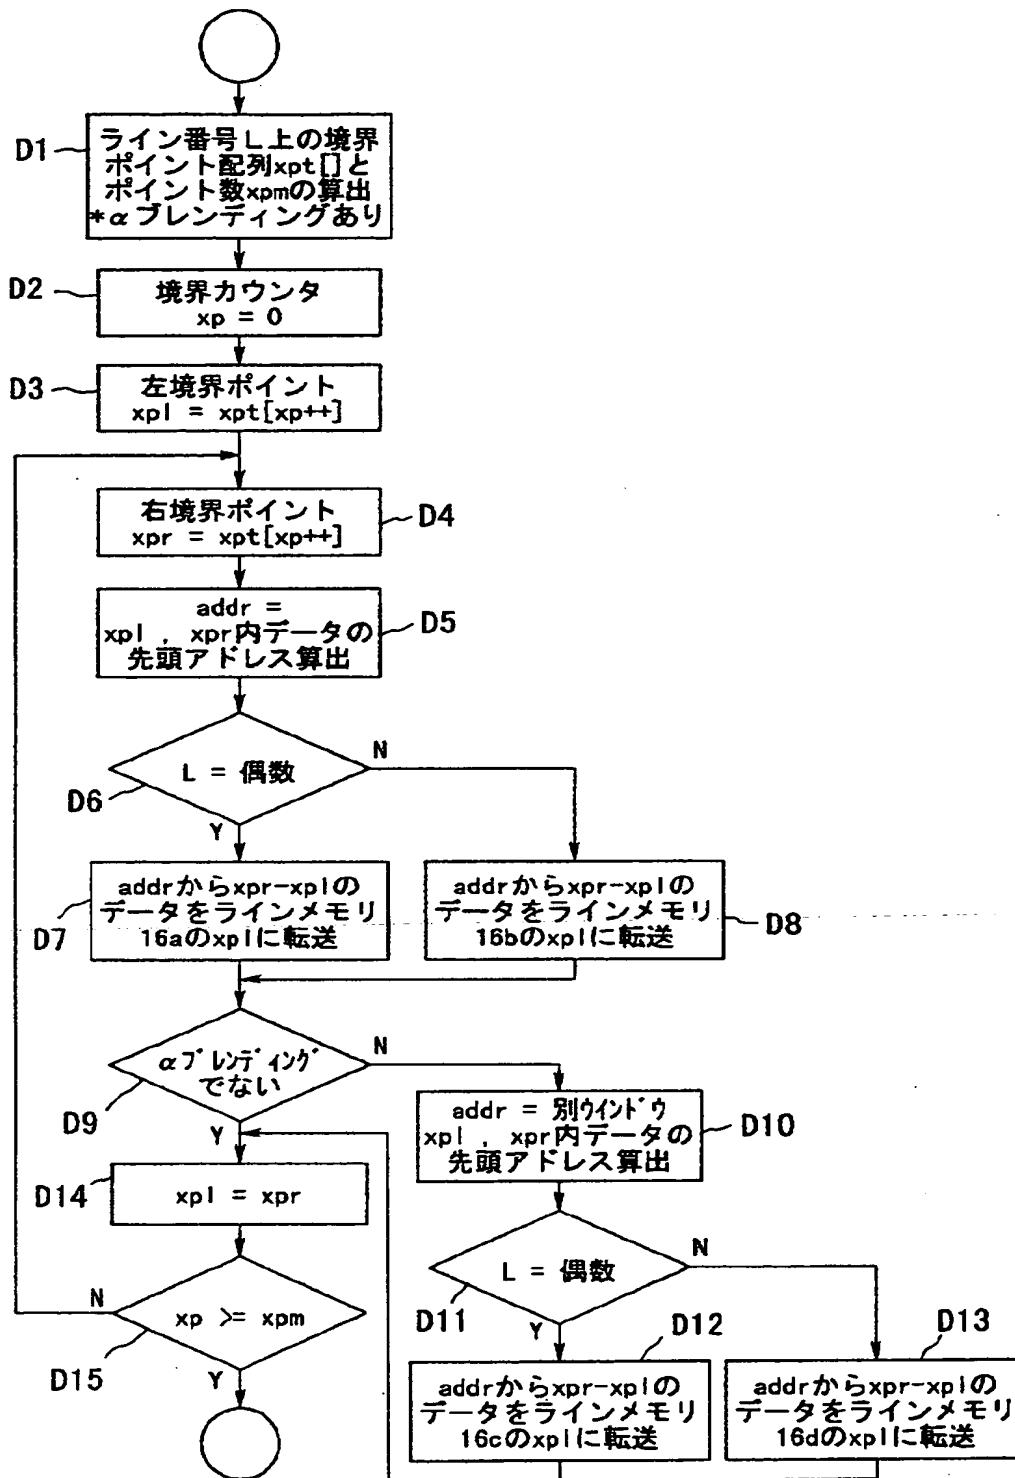 D1
ライン番号L上の境界
ポイント配列xpt[]と
ポイント数xpmの算出
*αブレンディングあり
D2
境界カウンタ
xp = 0
D3
左境界ポイント
xpl = xpt[xp++]
右境界ポイント
xpr = xpt[xp++]
D4
addr =
xpl , xpr内データの
先頭アドレス算出
D5
L = 偶数
N
D6
Y
addrからxpr-xplの
データをラインメモリ
16aのxplに転送
D7
addrからxpr-xplの
データをラインメモリ
16bのxplに転送
D8
αブレンディング
でない
N
D9
Y
addr = 別ウインドウ
xpl , xpr内データの
先頭アドレス算出
D10
D14
xpl = xpr
L = 偶数
N
D11
Y
N
xp >= xpm
D15
Y
D12
addrからxpr-xplの
データをラインメモリ
16cのxplに転送
D13
addrからxpr-xplの
データをラインメモリ
16dのxplに転送